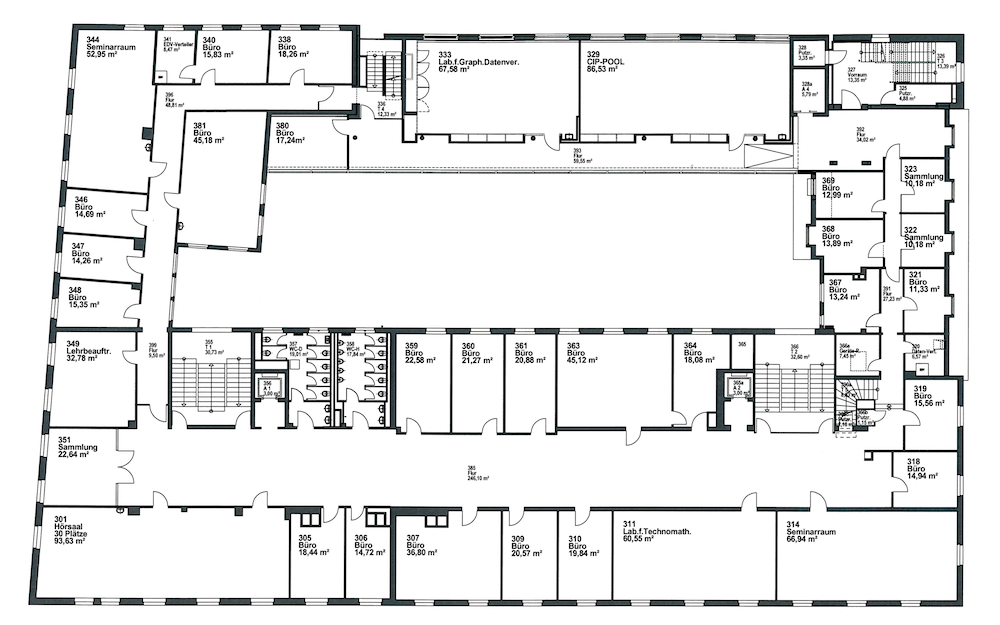 344
Seminarraum
52,95 m²
341
EDV-Verteiler
8,47 m²
340
Büro
15,83 m²
338
Büro
18,26 m²
333
Lab.f.Graph.Datenver.
67,58 m²
329
CIP-POOL
86,53 m²
328
Putzr.
3,35 m²
328a
A 4
5,79 m²
327
Vorraum
13,35 m²
326
T 3
13,39 m²
325
Putzr.
4,88 m²
396
Flur
48,81 m²
336
T 4
12,33 m²
381
Büro
45,18 m²
380
Büro
17,24m²
393
Flur
59,55 m²
392
Flur
34,02 m²
323
Sammlung
10,18 m²
369
Büro
12,99 m²
346
Büro
14,69 m²
322
Sammlung
10,18 m²
368
Büro
13,89 m²
347
Büro
14,26 m²
348
Büro
15,35 m²
367
Büro
13,24 m²
391
Flur
27,23 m²
321
Büro
11,33 m²
349
Lehrbeauftr.
32,78 m²
399
Flur
9,50 m²
355
T 1
30,73 m²
357
WC-D
19,01 m²
358
WC-H
17,84 m²
359
Büro
22,58 m²
360
Büro
21,27 m²
361
Büro
20,88 m²
363
Büro
45,12 m²
364
Büro
18,08 m²
365
366
T 2
32,60 m²
366a
7,45 m²
320
Daten-Vert.
6,57 m²
356
A 1
3,00 m²
365a
A 2
3,00 m²
319
Büro
15,56 m²
351
Sammlung
22,64 m²
385
Flur
246,10 m²
318
Büro
14,94 m²
301
Hörsaal
30 Plätze
93,63 m²
305
Büro
18,44 m²
306
Büro
14,72 m²
307
Büro
36,80 m²
309
Büro
20,57 m²
310
Büro
19,84 m²
311
Lab.f.Technomath.
60,55 m²
314
Seminarraum
66,94 m²